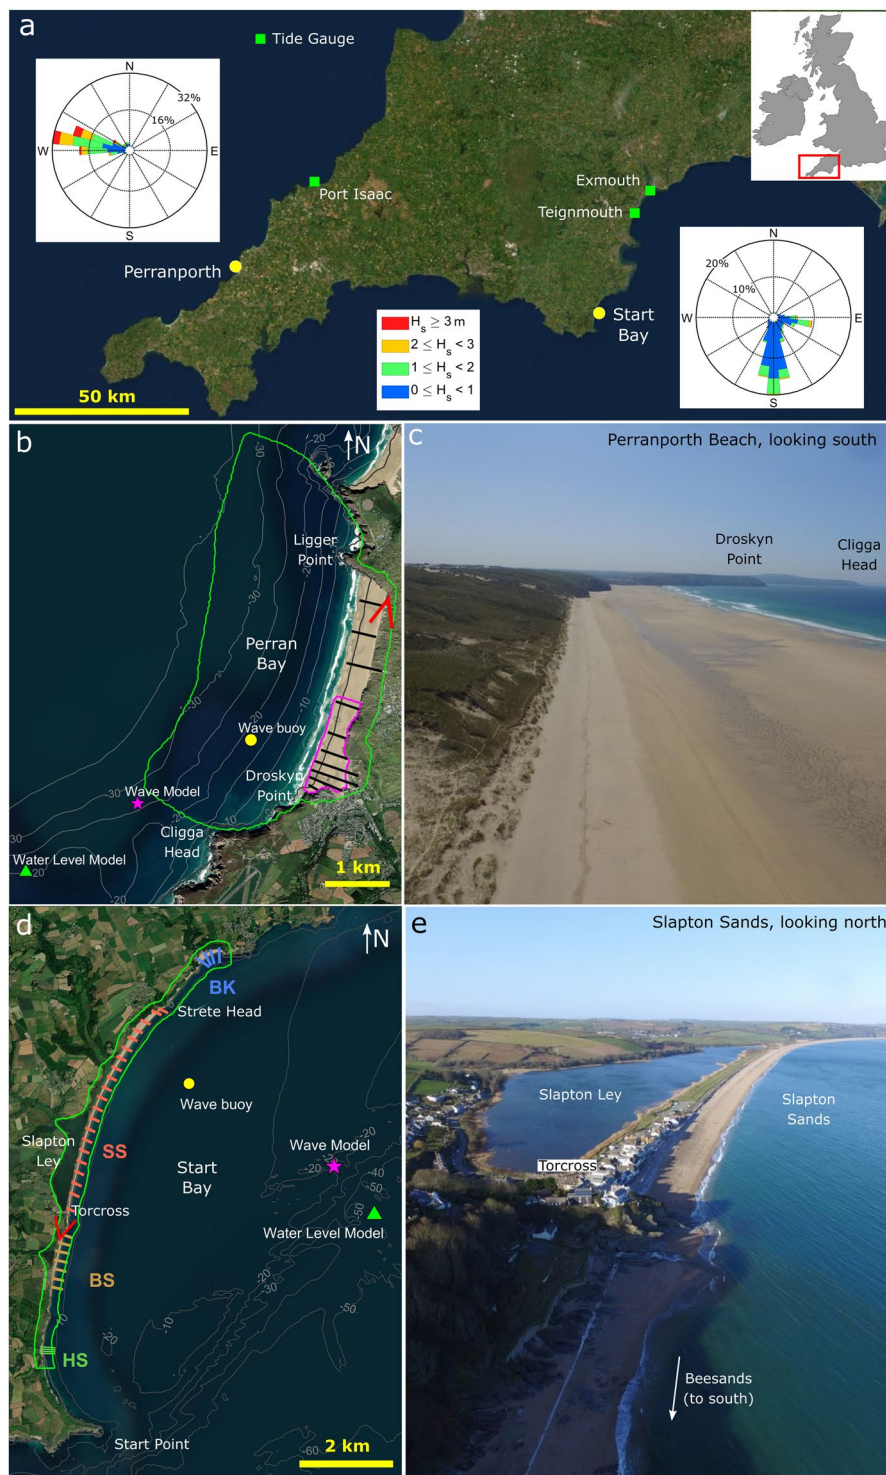 a
Tide Gauge
N
32%
16%
W
E
S
Port Isaac
Exmouth
Teignmouth
Perranporth
Start
Bay
N
20%
10%
W
E
S
Hs ≥ 3 m
2 ≤ Hs < 3
1 ≤ Hs < 2
0 ≤ Hs < 1
50 km
b
N
Ligger
Point
Perran
Bay
Wave buoy
Droskyn
Point
Wave Model
Cligga
Head
Water Level Model
1 km
c
Perranporth Beach, looking south
Droskyn
Point
Cligga
Head
d
N
BK
Strete Head
Wave buoy
Slapton
Ley
SS
Start
Bay
Wave Model
Torcross
Water Level Model
BS
HS
Start Point
2 km
e
Slapton Sands, looking north
Slapton Ley
Slapton
Sands
Torcross
Beesands
(to south)